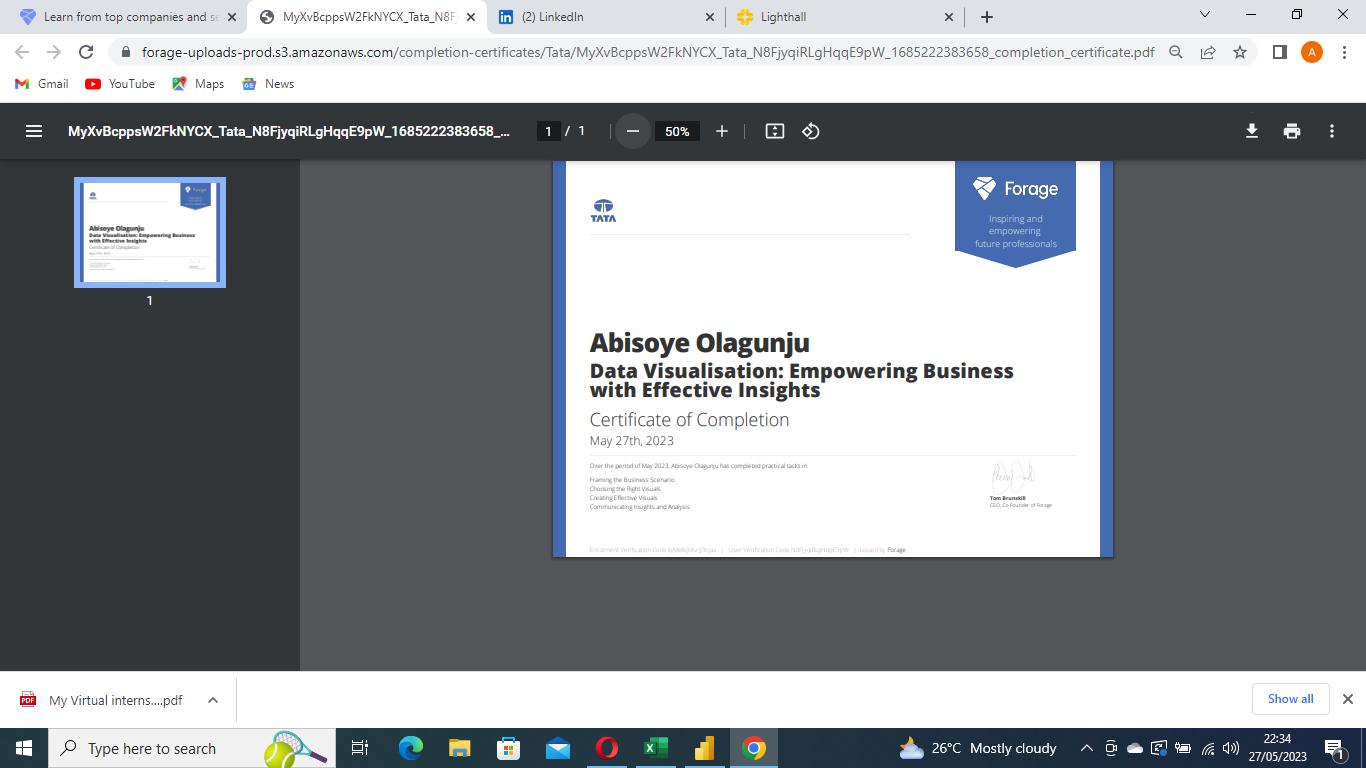 Learn from top companies and se
MyXvBcppsW2FkNYCX_Tata_N8Fj
(2) LinkedIn
Lighthall
forage-uploads-prod.s3.amazonaws.com/completion-certificates/Tata/MyXvBcppsW2FkNYCX_Tata_N8FjyqiRLgHqqE9pW_1685222383658_completion_certificate.pdf
A
Gmail
YouTube
Maps
News
MyXvBcppsW2FkNYCX_Tata_N8FjyqiRLgHqqE9pW_1685222383658_...
1 / 1
50%
1
TATA
Forage
Inspiring and
empowering
future professionals
Abisoye Olagunju
Data Visualisation: Empowering Business
with Effective Insights
Certificate of Completion
May 27th, 2023
Over the period of May 2023, Abisoye Olagunju has completed practical tasks in:
Framing the Business Scenario
Choosing the Right Visuals
Creating Effective Visuals
Communicating Insights and Analysis
Tom Brunskill
CEO, Co-Founder of Forage
Enrolment Verification Code
User Verification Code N8FjyqiRLgHqqE9pW | Issued by Forage
My Virtual interns....pdf
Show all
Type here to search
26°C Mostly cloudy
22:34
27/05/2023
1